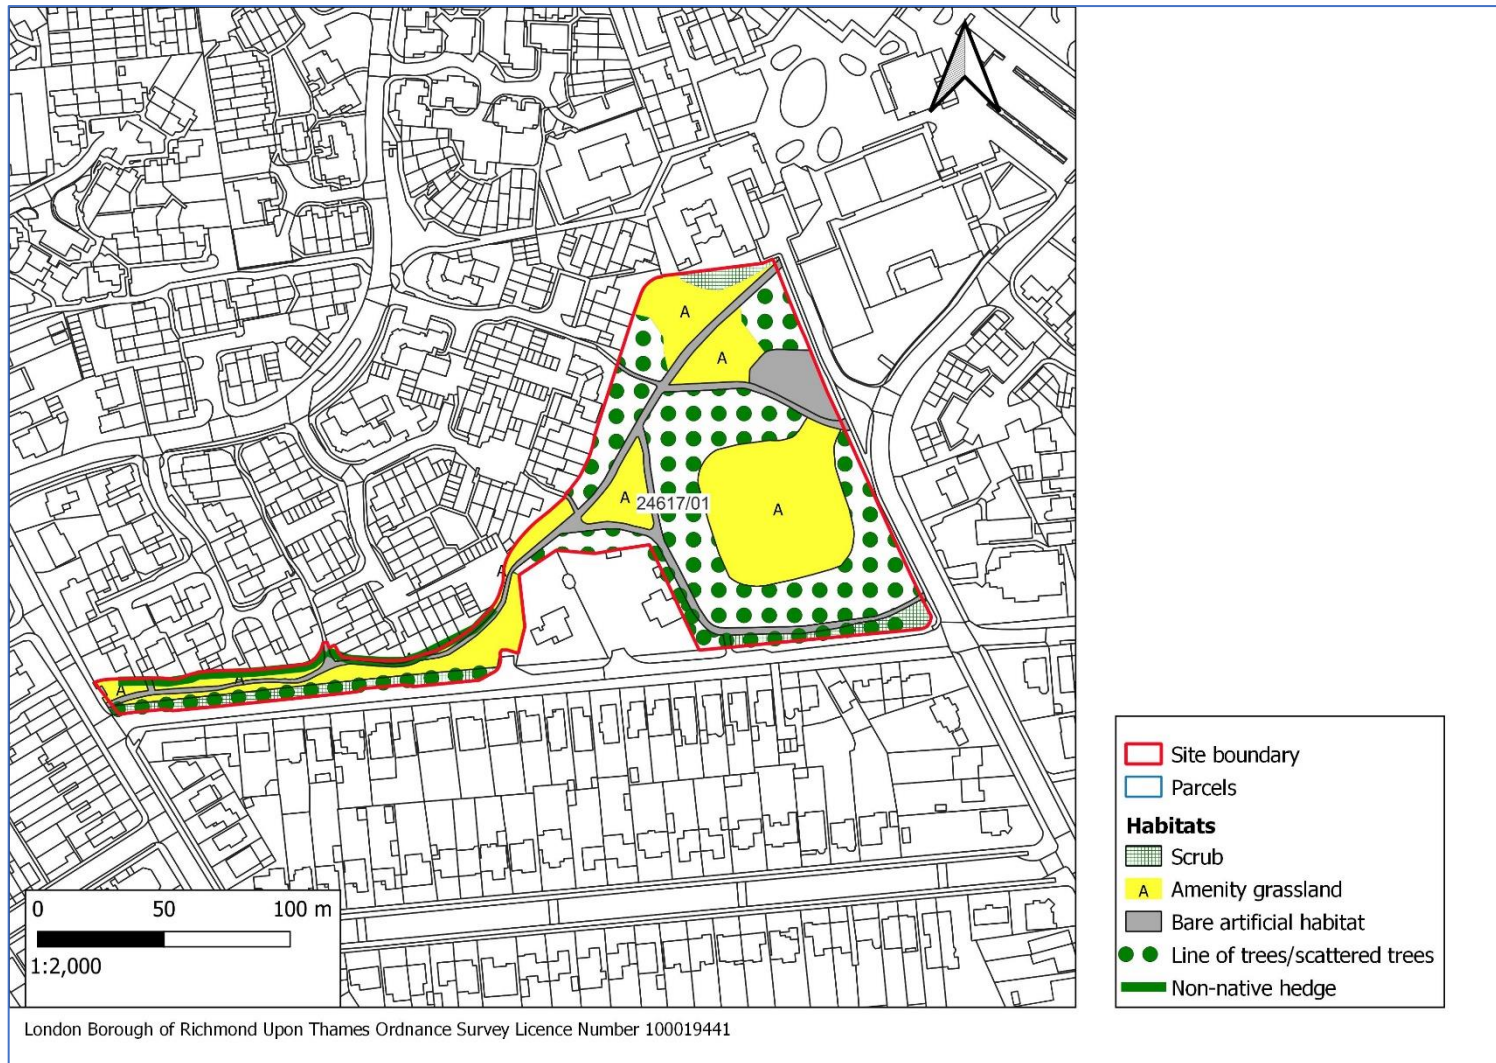 A
A
A
24617/01
A
A
A
A
Site boundary
Parcels
Habitats
Scrub
A Amenity grassland
Bare artificial habitat
Line of trees/scattered trees
Non-native hedge
0 50 100 m
1:2,000
London Borough of Richmond Upon Thames Ordnance Survey Licence Number 100019441